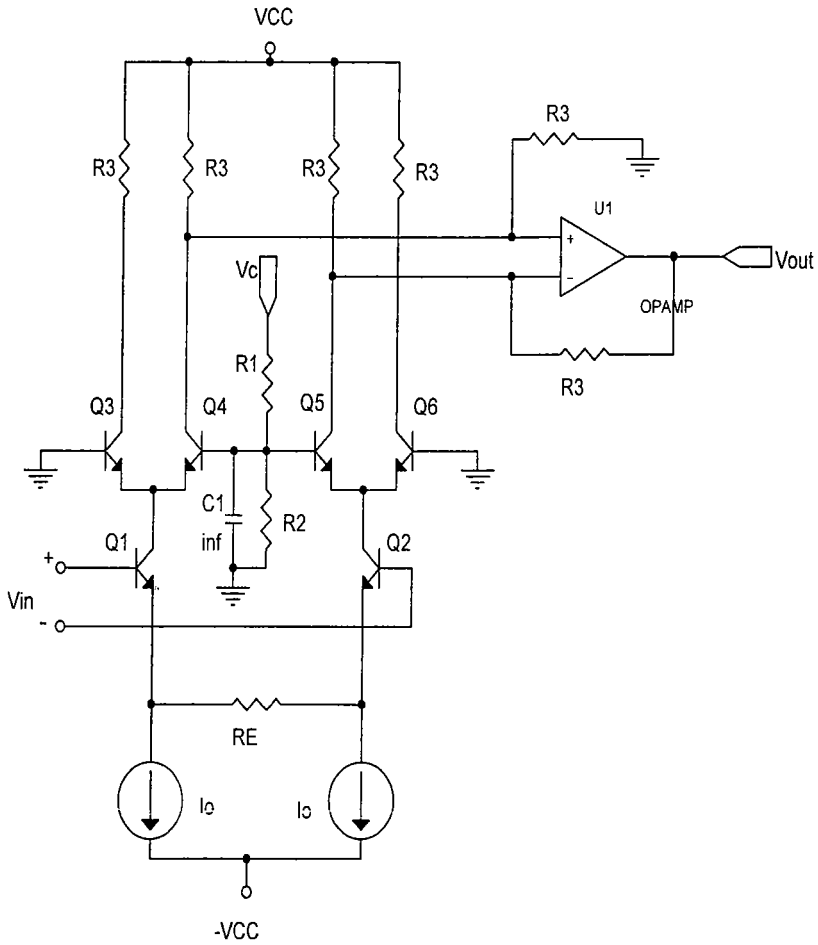 VCC
R3
R3
R3
R3
R3
U1
+
-
Vout
OPAMP
R3
Vc
R1
Q3
Q4
Q5
Q6
C1
inf
R2
Q1
Q2
+
Vin
-
RE
Io
Io
-VCC